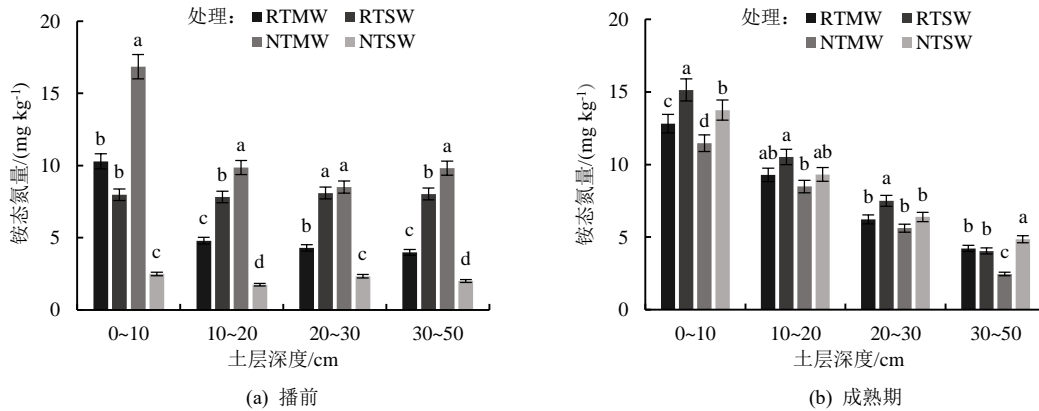 处理： RTMW RTSW
NTMW NTSW
铵态氮量/(mg kg⁻¹)
20
15
10
5
0
b b a c
c b a d
b a a c
c b a d
0~10 10~20 20~30 30~50
土层深度/cm
(a) 播前
处理： RTMW RTSW
NTMW NTSW
铵态氮量/(mg kg⁻¹)
20
15
10
5
0
c a d b
ab a b ab
b a b b
b b c a
0~10 10~20 20~30 30~50
土层深度/cm
(b) 成熟期